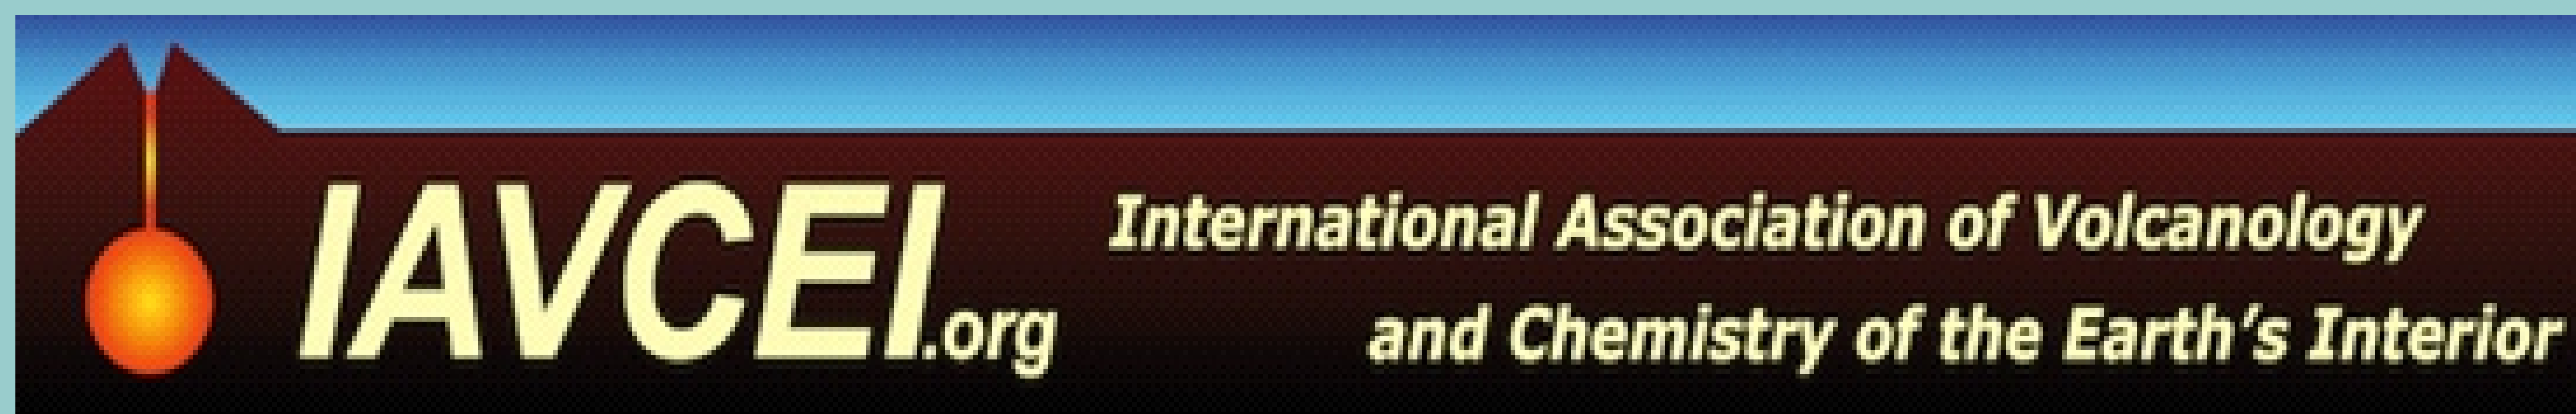 IAVCEI.org
International Association of Volcanology
and Chemistry of the Earth's Interior